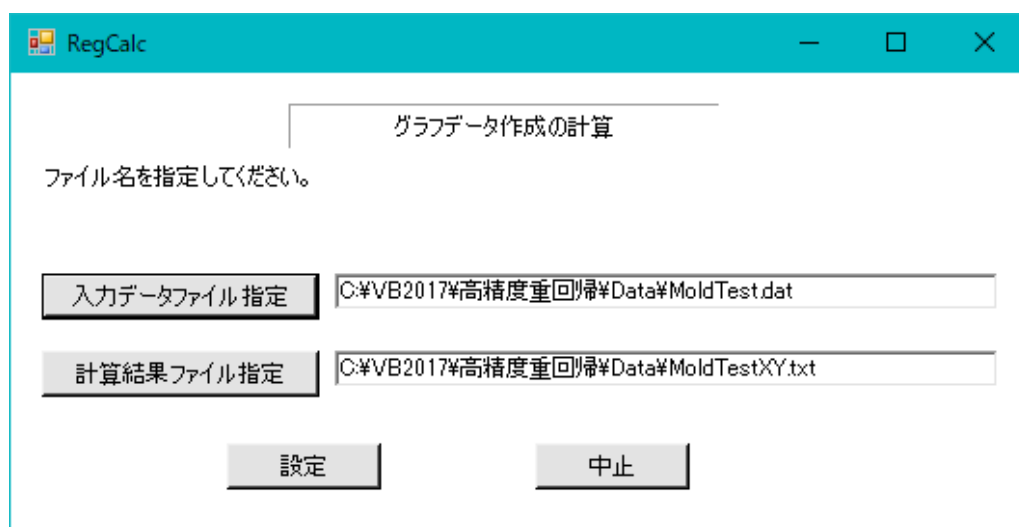 RegCalc
グラフデータ作成の計算
ファイル名を指定してください。
入力データファイル指定
C:¥VB2017¥高精度重回帰¥Data¥MoldTest.dat
計算結果ファイル指定
C:¥VB2017¥高精度重回帰¥Data¥MoldTestXY.txt
設定
中止